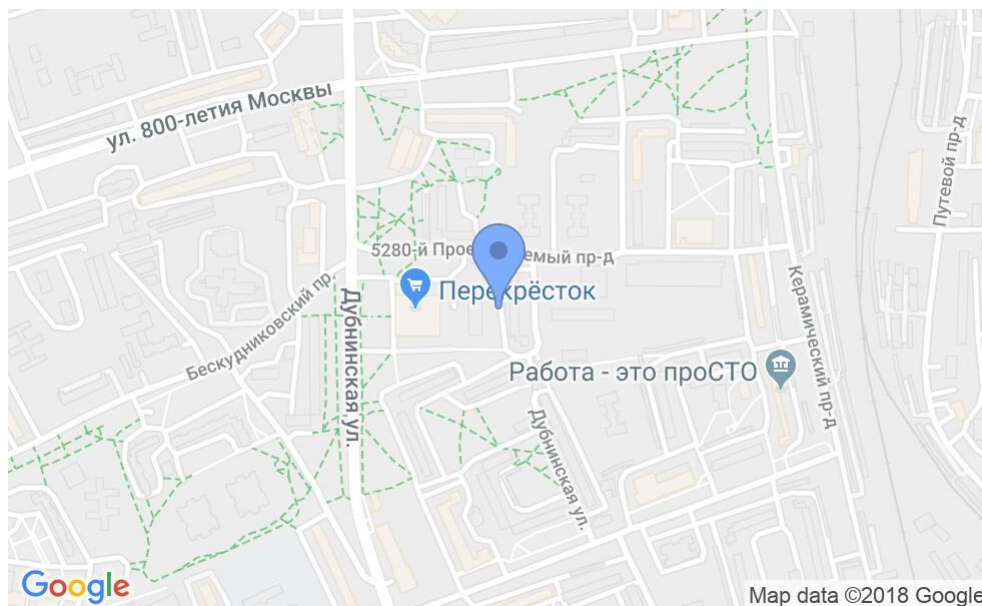 ул. 800-летия Москвы
Путевой пр-д
5280-й Прое
емый пр-д
Перекрёсток
Бескудниковский пр.
Дубнинская ул.
Керамический пр-д
Работа - это проСТО
Дубнинская ул.
Google
Map data ©2018 Google